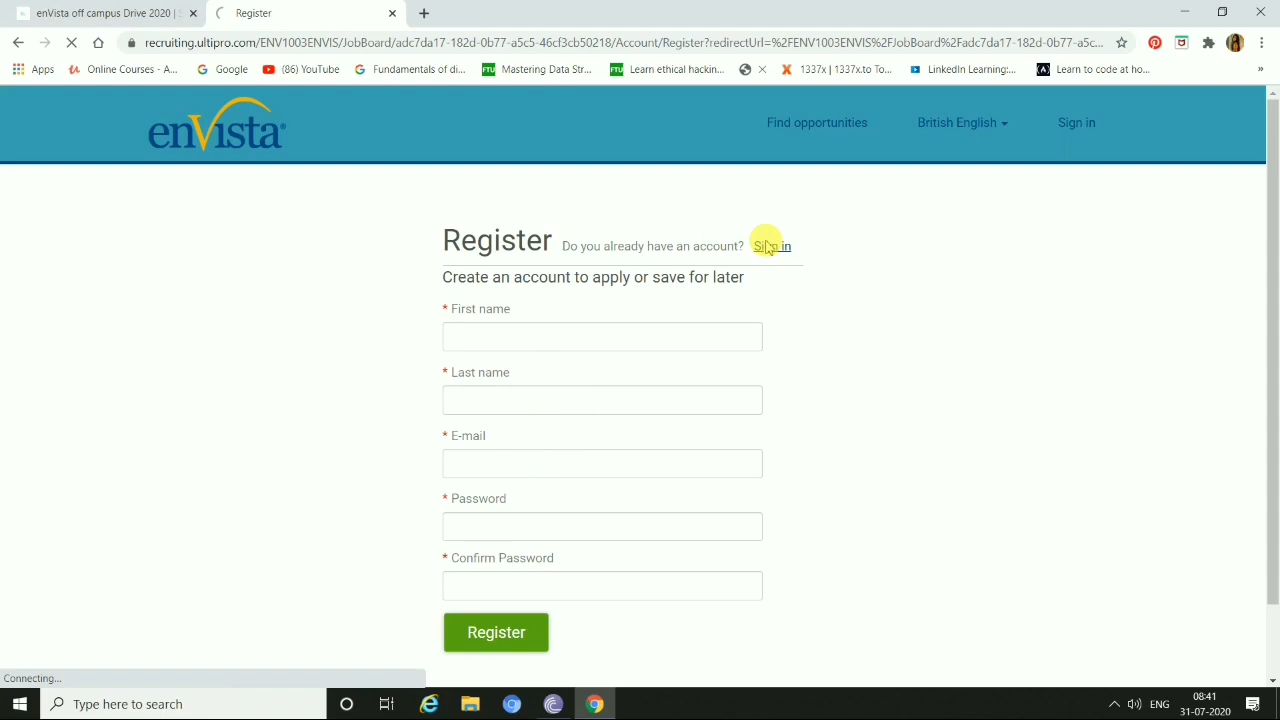 enVista off campus Drive 2020 |
Register
recruiting.ultipro.com/ENV1003ENVIS/JobBoard/adc7da17-182d-0b77-a5c5-46cf3cb50218/Account/Register?redirectUrl=%2FENV1003ENVIS%2FJobBoard%2Fadc7da17-182d-0b77-a5c...
Apps
Online Courses - A...
Google
(86) YouTube
Fundamentals of di...
FTU Mastering Data Str...
FTU Learn ethical hackin...
1337x | 1337x.to To...
LinkedIn Learning:...
Learn to code at ho...
»
enVista®
Find opportunities
British English
Sign in
Register Do you already have an account? Sign in
Create an account to apply or save for later
* First name
* Last name
* E-mail
* Password
* Confirm Password
Register
Connecting...
Type here to search
ENG
08:41
31-07-2020